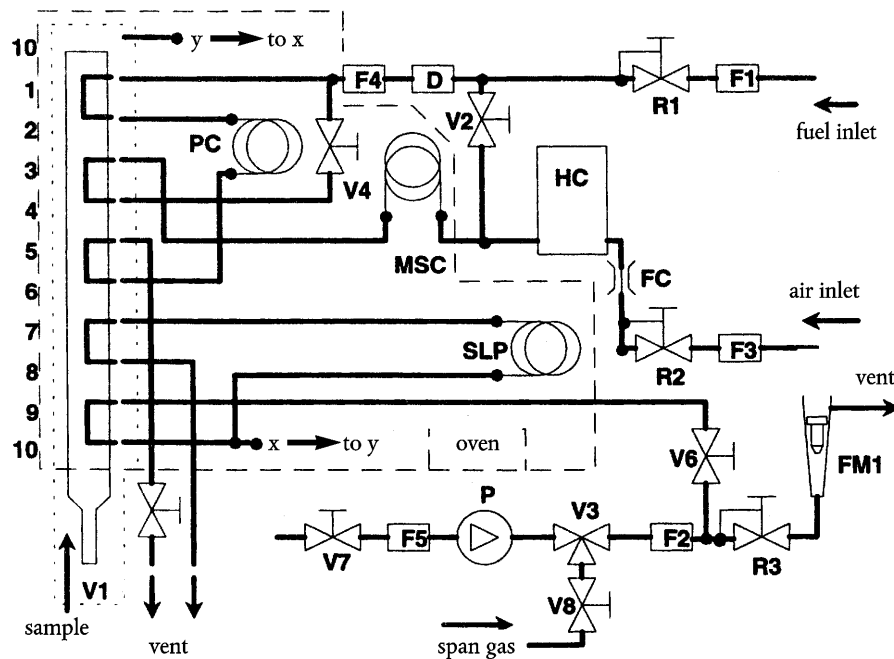 10
y to x
F4 D
R1 F1
1
V2
fuel inlet
2
PC
V4
3
HC
4
MSC
5
FC
6
air inlet
7
SLP
R2 F3
8
vent
9
10
x to y
oven
V6
FM1
P V3
V7 F5 F2 R3
V1
V8
sample
vent
span gas